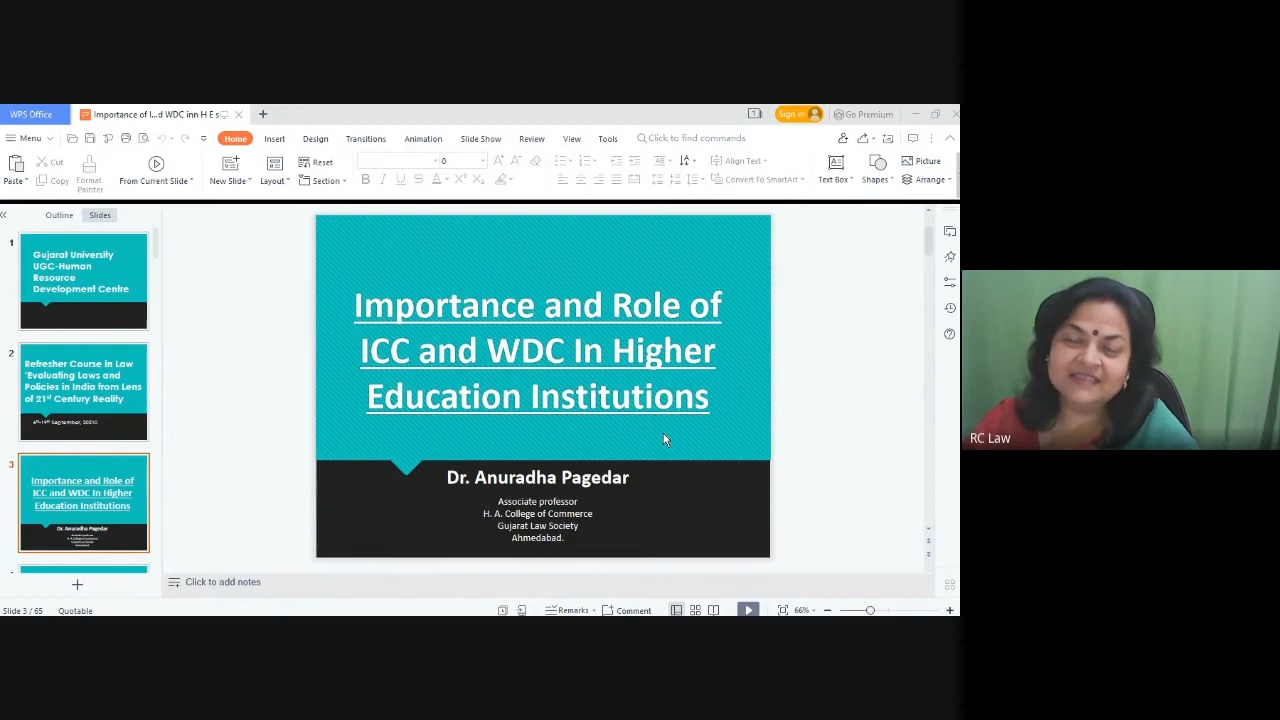 WPS Office
Importance of I...d WDC inn H E s
Sign in
Go Premium
Menu
Home
Insert
Design
Transitions
Animation
Slide Show
Review
View
Tools
Click to find commands
Paste
Cut
Copy
Format
Painter
From Current Slide
New Slide
Layout
Reset
Section
0
Align Text
Convert To SmartArt
Text Box
Shapes
Picture
Arrange
Outline
Slides
1
Gujarat University
UGC-Human
Resource
Development Centre
2
Refresher Course in Law
'Evaluating Laws and
Policies in India from Lens
of 21st Century Reality
3
Importance and Role of
ICC and WDC In Higher
Education Institutions
Dr. Anuradha Pagedar
Importance and Role of
ICC and WDC In Higher
Education Institutions
Dr. Anuradha Pagedar
Associate professor
H. A. College of Commerce
Gujarat Law Society
Ahmedabad.
Click to add notes
Slide 3 / 65
Quotable
Remarks
Comment
66%
RC Law